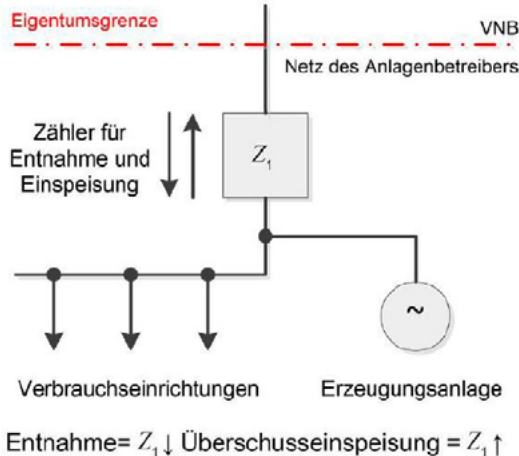 Eigentumsgrenze
VNB
Netz des Anlagenbetreibers
Zähler für
Entnahme und
Einspeisung
Z₁
Verbrauchseinrichtungen
Erzeugungsanlage
~
Entnahme= Z₁↓ Überschusseinspeisung = Z₁↑